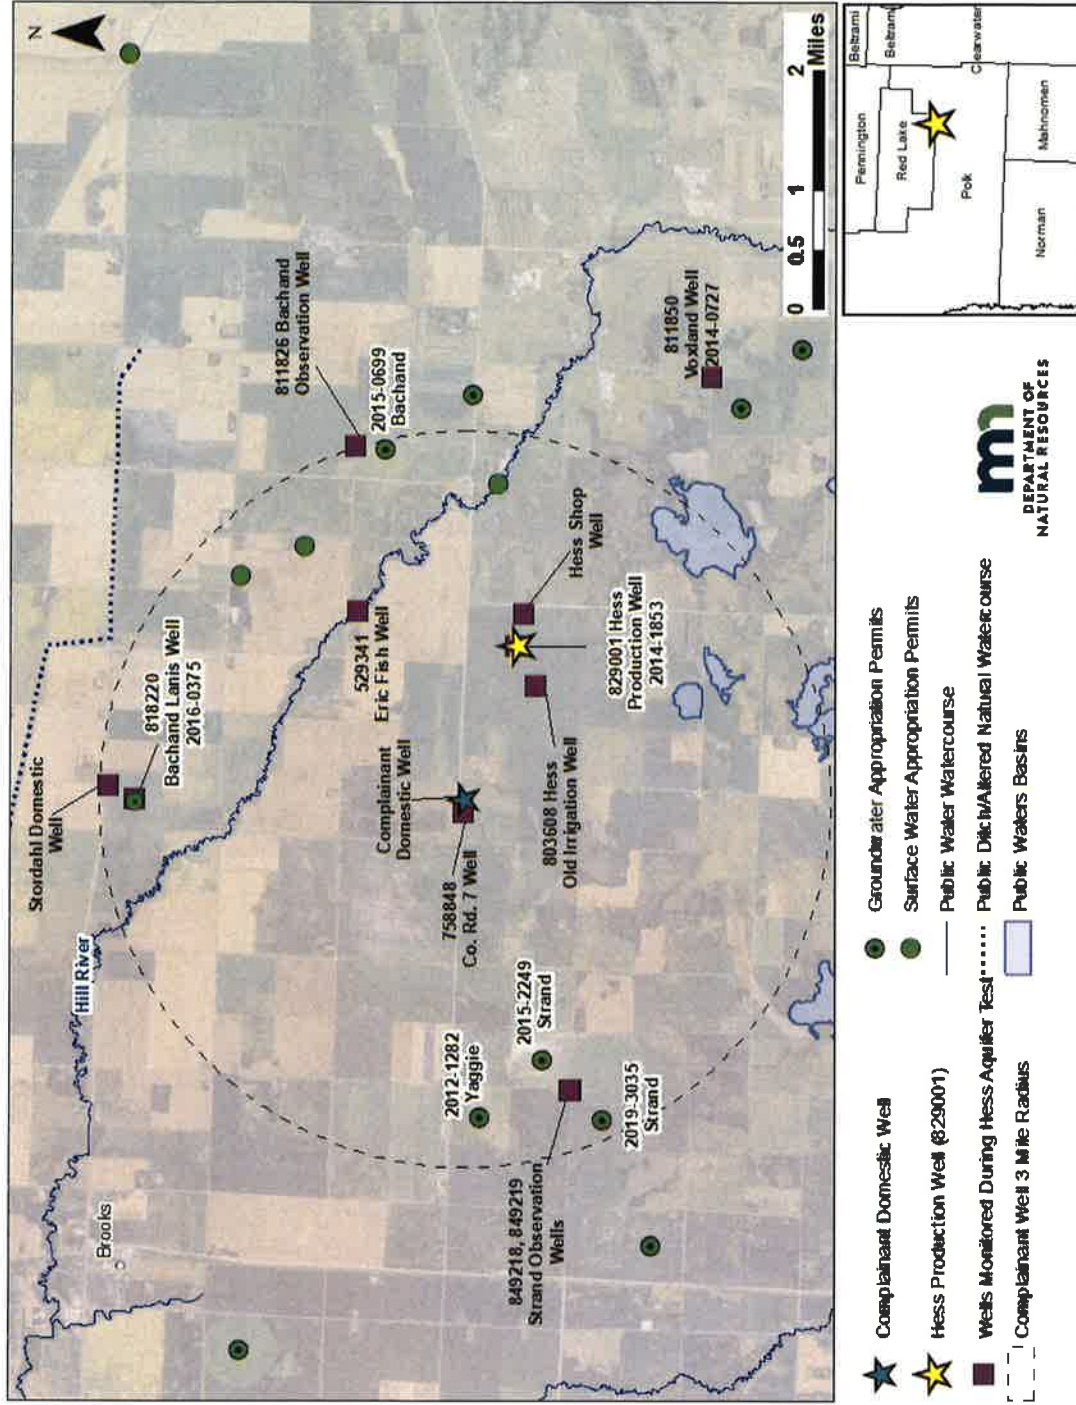 N
Stordahl Domestic
Well
Hill River
Brooks
818220
Bachand Lanis Well
2016-0375
811826 Bachand
Observation Well
2015-0699
Bachand
529341
Eric Fish Well
Complainant
Domestic Well
758848
Co. Rd. 7 Well
2012-1282
Yaggie
2015-2249
Strand
849218, 849219
Strand Observation
Wells
2019-3035
Strand
803608 Hess
Old Irrigation Well
Hess Shop
Well
829001 Hess
Production Well
2014-1853
811850
Voxland Well
2014-0727
0 0.5 1 2
Miles
Complainant Domestic Well
Hess Production Well (829001)
Wells Monitored During Hess Aquifer Test
Complainant Well 3 Mile Radius
Groundwater Appropriation Permits
Surface Water Appropriation Permits
Public Water Watercourse
Public Ditch/Altered Natural Watercourse
Public Waters Basins
DEPARTMENT OF
NATURAL RESOURCES
Pennington
Beltrami
Beltrami
Red Lake
Clearwater
Polk
Norman
Mahnomen